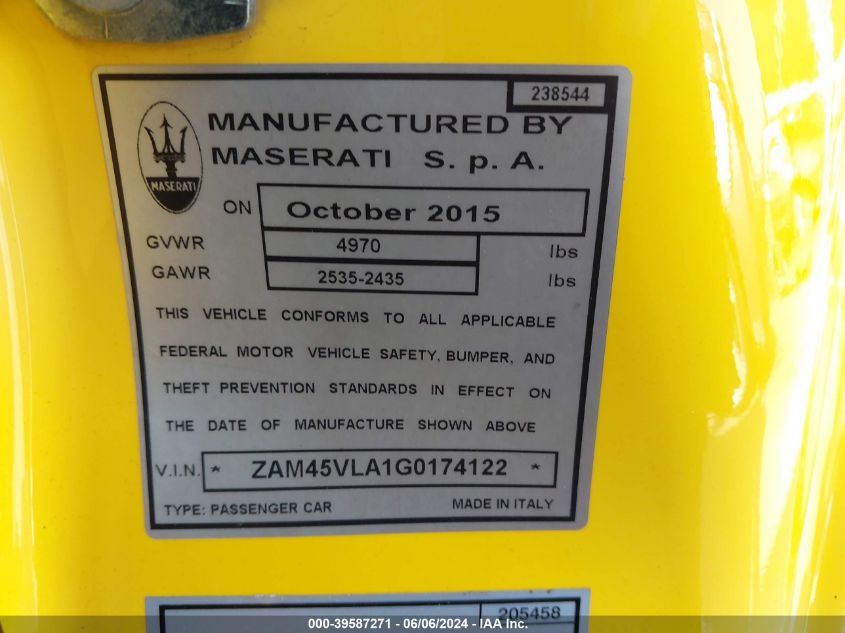 238544
MANUFACTURED BY
MASERATI S. p. A.
MASERATI
ON October 2015
GVWR 4970 lbs
GAWR 2535-2435 lbs
THIS VEHICLE CONFORMS TO ALL APPLICABLE
FEDERAL MOTOR VEHICLE SAFETY, BUMPER, AND
THEFT PREVENTION STANDARDS IN EFFECT ON
THE DATE OF MANUFACTURE SHOWN ABOVE
V.I.N. * ZAM45VLA1G0174122 *
TYPE: PASSENGER CAR MADE IN ITALY
205458
000-39587271 - 06/06/2024 - IAA Inc.